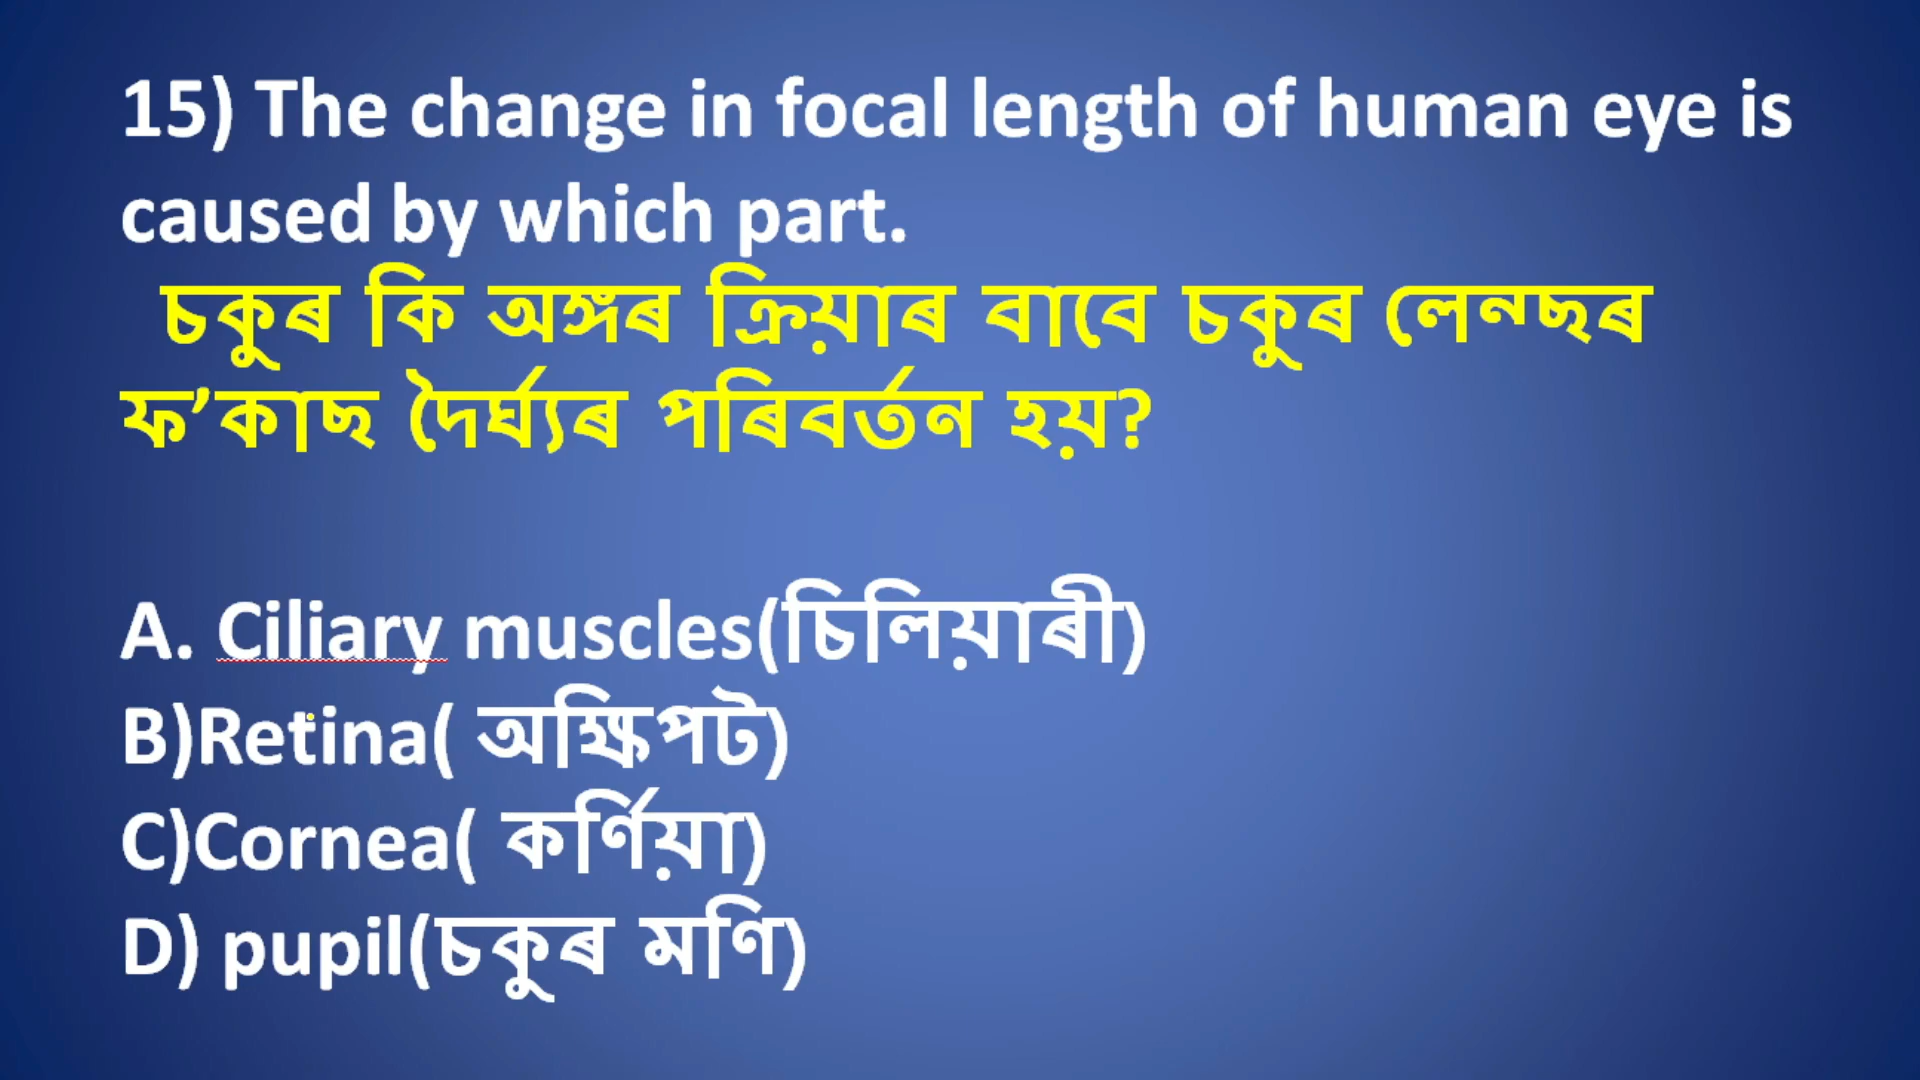 15) The change in focal length of human eye is
caused by which part.
চকুৰ কি অঙ্গৰ ক্ৰিয়াৰ বাবে চকুৰ লেন্ছৰ
ফ’কাছ দৈৰ্ঘ্যৰ পৰিবৰ্তন হয়?
A. Ciliary muscles(চিলিয়াৰী)
B)Retina( অক্ষিপট)
C)Cornea( কৰ্ণিয়া)
D) pupil(চকুৰ মণি)